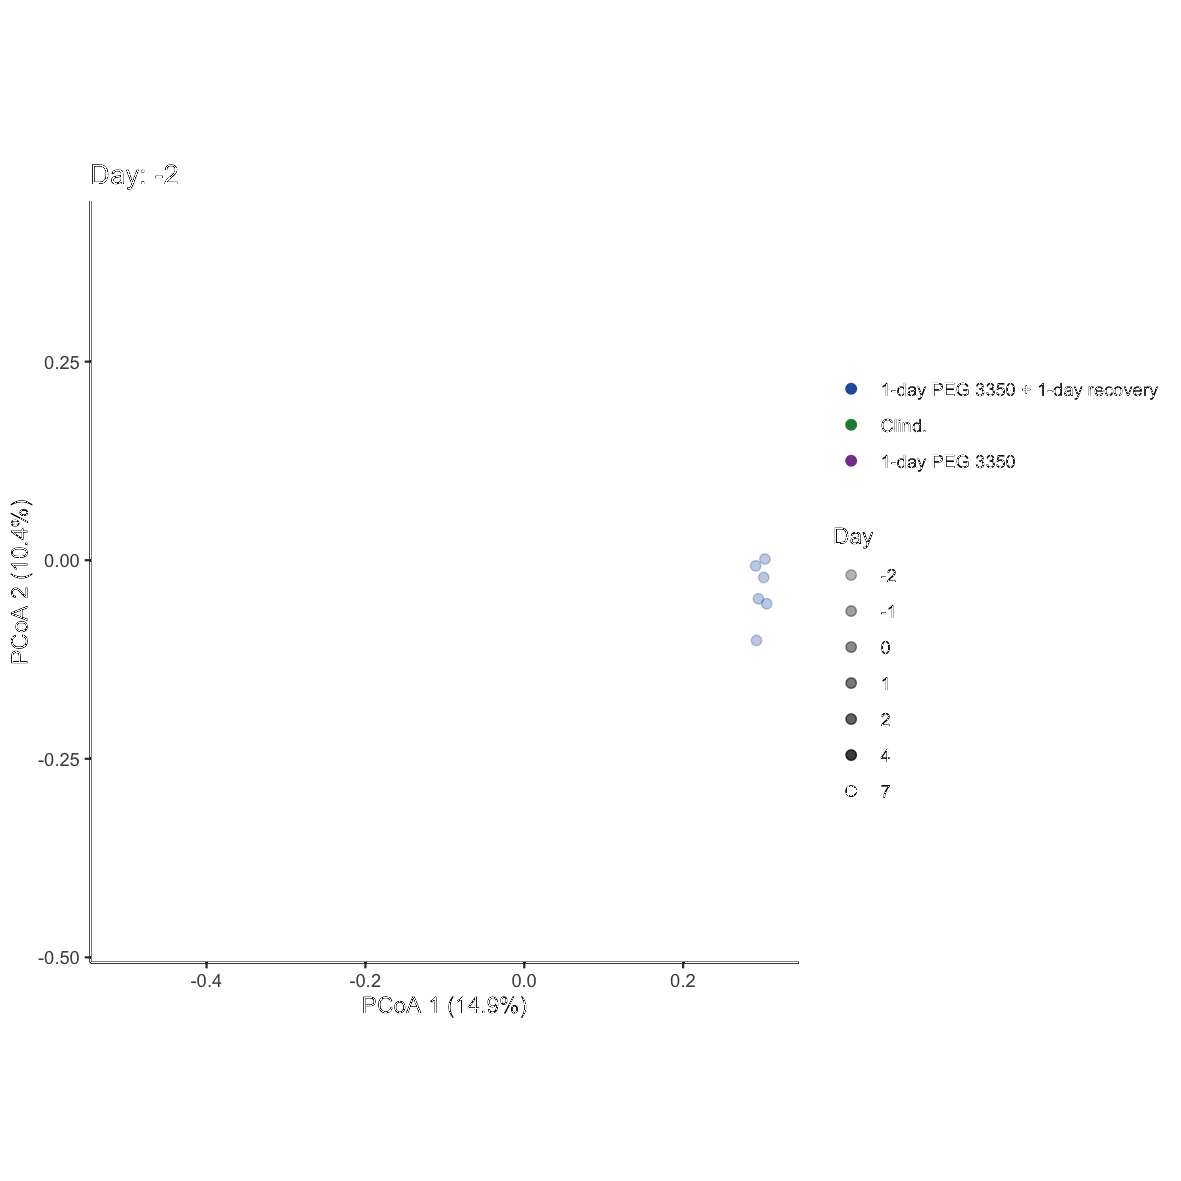 Day: -2
0.25
0.00
-0.25
-0.50
PCoA 2 (10.4%)
-0.4
-0.2
0.0
0.2
PCoA 1 (14.9%)
1-day PEG 3350 + 1-day recovery
Clind.
1-day PEG 3350
Day
-2
-1
0
1
2
4
7